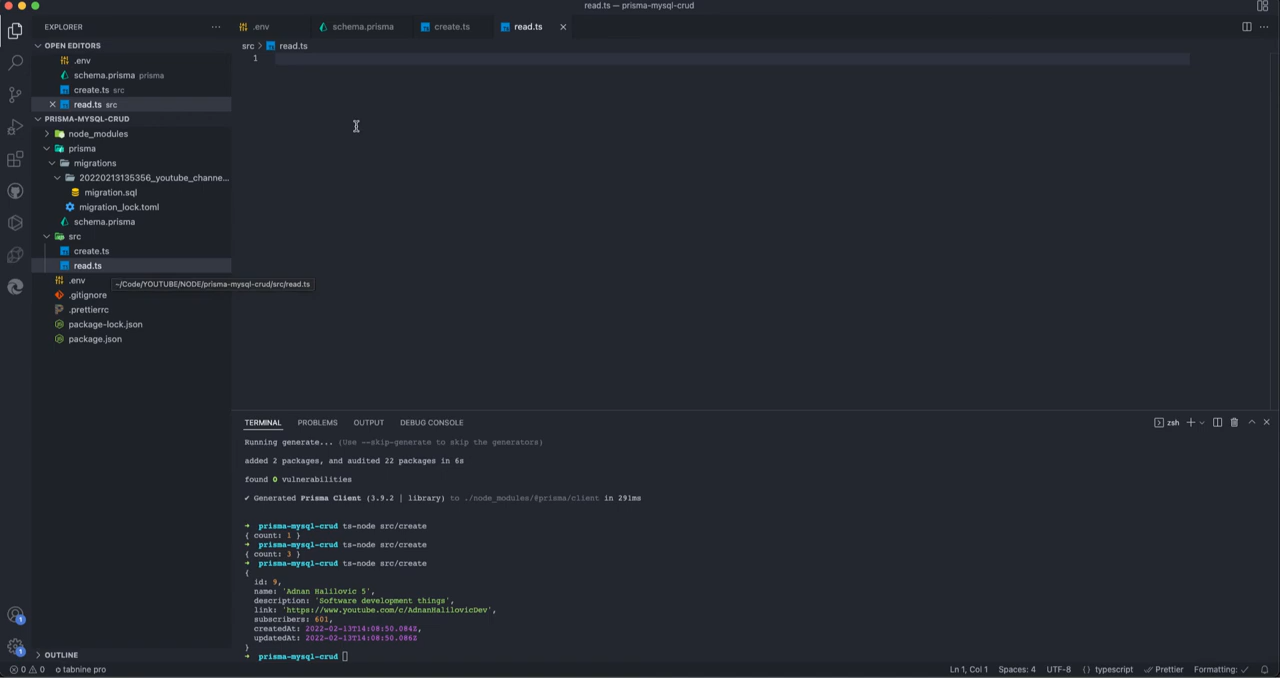 read.ts — prisma-mysql-crud
EXPLORER
.env
schema.prisma
create.ts
read.ts
OPEN EDITORS
.env
schema.prisma prisma
create.ts src
read.ts src
PRISMA-MYSQL-CRUD
node_modules
prisma
migrations
20220213135356_youtube_channe...
migration.sql
migration_lock.toml
schema.prisma
src
create.ts
read.ts
.env
~/Code/YOUTUBE/NODE/prisma-mysql-crud/src/read.ts
.gitignore
.prettierrc
package-lock.json
package.json
OUTLINE
src > read.ts
1
TERMINAL PROBLEMS OUTPUT DEBUG CONSOLE
zsh
Running generate... (Use --skip-generate to skip the generators)
added 2 packages, and audited 22 packages in 6s
found 0 vulnerabilities
✔ Generated Prisma Client (3.9.2 | library) to ./node_modules/@prisma/client in 291ms
➜ prisma-mysql-crud ts-node src/create
{ count: 1 }
➜ prisma-mysql-crud ts-node src/create
{ count: 3 }
➜ prisma-mysql-crud ts-node src/create
{
id: 9,
name: 'Adnan Halilovic 5',
description: 'Software development things',
link: 'https://www.youtube.com/c/AdnanHalilovicDev',
subscribers: 601,
createdAt: 2022-02-13T14:08:50.084Z,
updatedAt: 2022-02-13T14:08:50.086Z
}
➜ prisma-mysql-crud
1
1
0 0 tabnine pro
Ln 1, Col 1 Spaces: 4 UTF-8 {} typescript Prettier Formatting: ✓